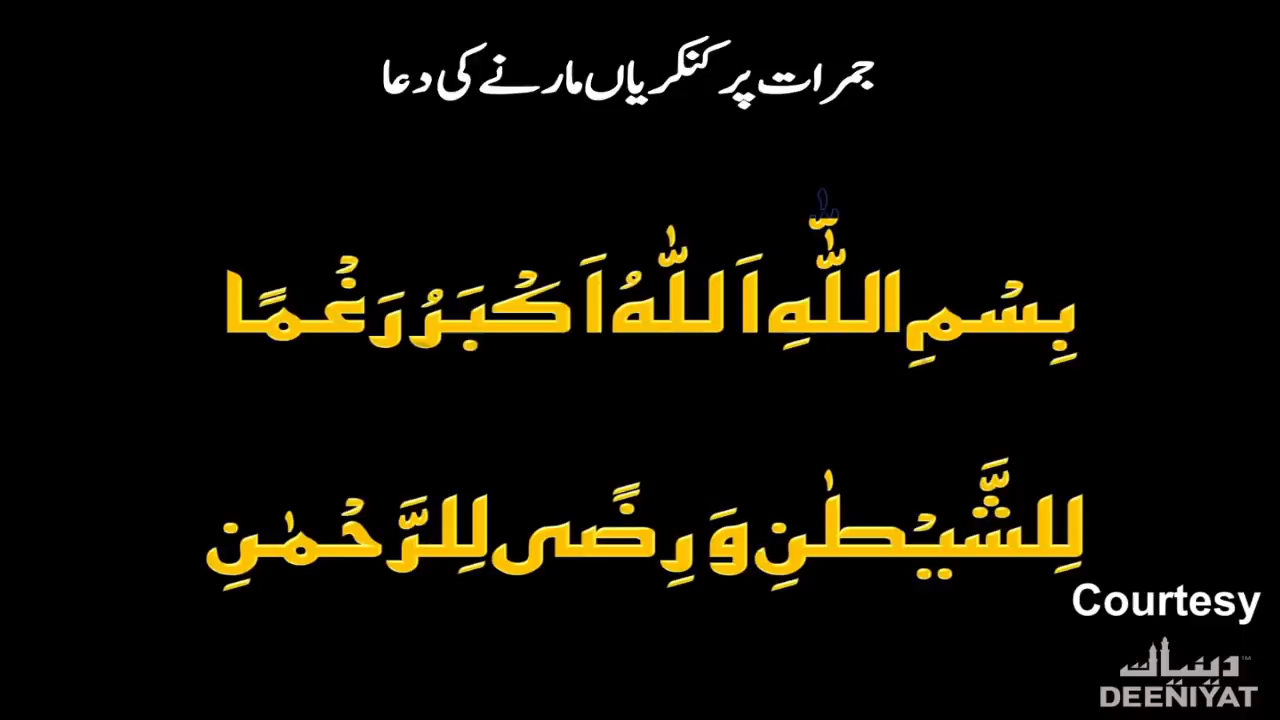 جمرات پر کنکریاں مارنے کی دعا
بِسْمِ اللّٰهِ اَللّٰهُ اَكْبَرُ رَغْمًا
لِلشَّيْطٰنِ وَ رِضًى لِلرَّحْمٰنِ
Courtesy
دینیات
DEENIYAT